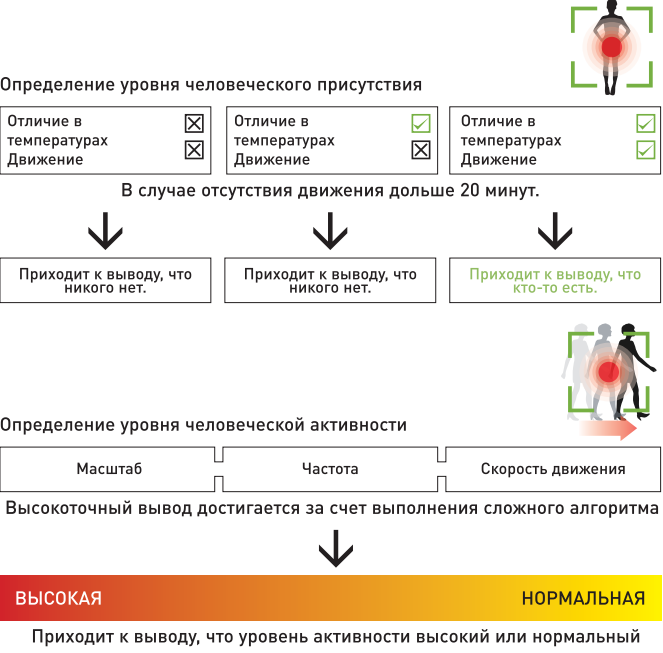 Определение уровня человеческого присутствия
Отличие в
температурах
Движение
Отличие в
температурах
Движение
Отличие в
температурах
Движение
В случае отсутствия движения дольше 20 минут.
Приходит к выводу, что
никого нет.
Приходит к выводу, что
никого нет.
Приходит к выводу, что
кто-то есть.
Определение уровня человеческой активности
Масштаб
Частота
Скорость движения
Высокоточный вывод достигается за счет выполнения сложного алгоритма
ВЫСОКАЯ
НОРМАЛЬНАЯ
Приходит к выводу, что уровень активности высокий или нормальный